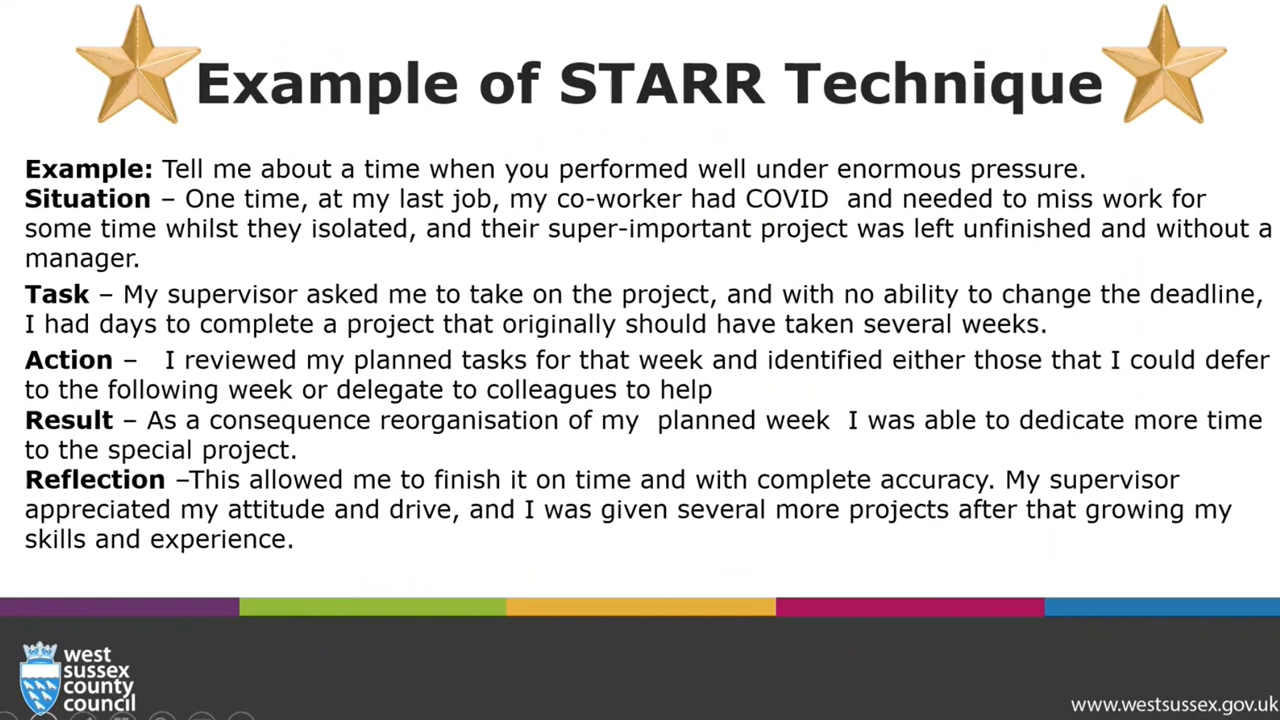 Example of STARR Technique
Example: Tell me about a time when you performed well under enormous pressure.
Situation – One time, at my last job, my co-worker had COVID  and needed to miss work for
some time whilst they isolated, and their super-important project was left unfinished and without a
manager.
Task – My supervisor asked me to take on the project, and with no ability to change the deadline,
I had days to complete a project that originally should have taken several weeks.
Action –   I reviewed my planned tasks for that week and identified either those that I could defer
to the following week or delegate to colleagues to help
Result – As a consequence reorganisation of my  planned week  I was able to dedicate more time
to the special project.
Reflection –This allowed me to finish it on time and with complete accuracy. My supervisor
appreciated my attitude and drive, and I was given several more projects after that growing my
skills and experience.
west
sussex
county
council
www.westsussex.gov.uk